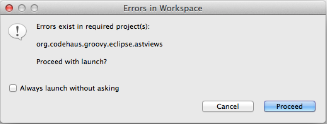 Errors in Workspace
Errors exist in required project(s):
org.codehaus.groovy.eclipse.astviews
Proceed with launch?
Always launch without asking
Cancel
Proceed